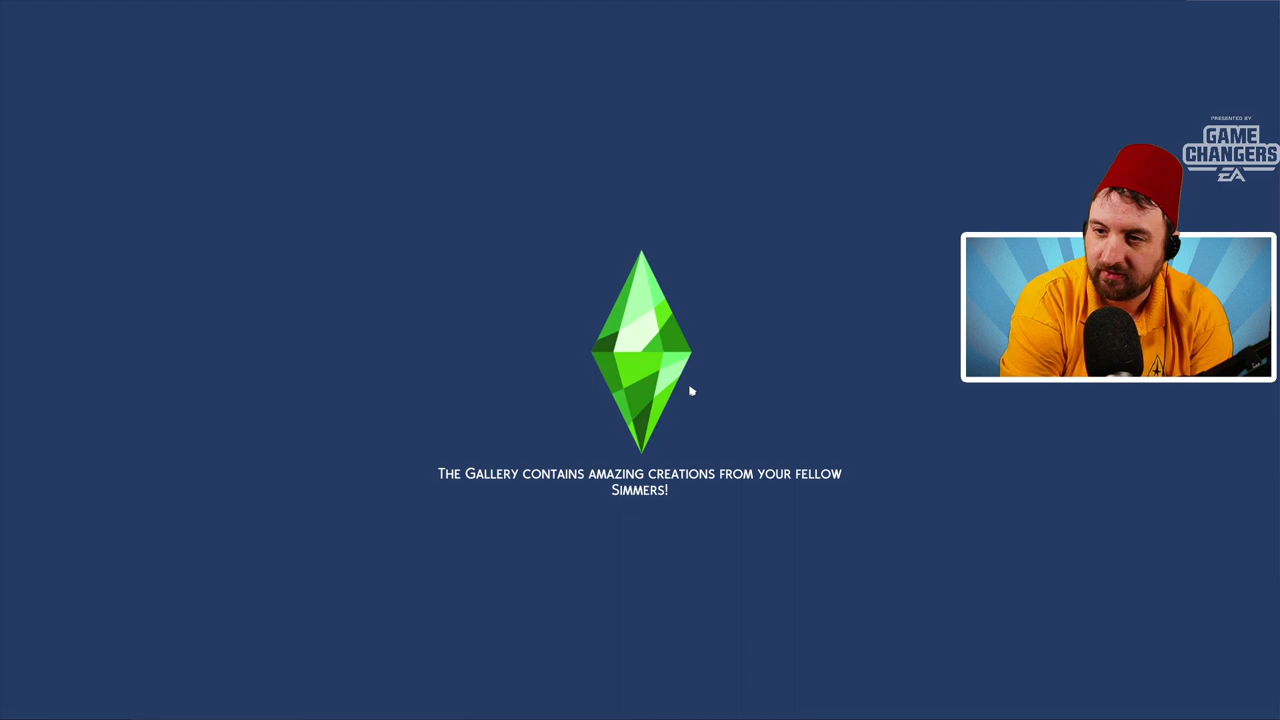 PRESENTED BY
GAME
CHANGERS
EA
THE GALLERY CONTAINS AMAZING CREATIONS FROM YOUR FELLOW
SIMMERS!